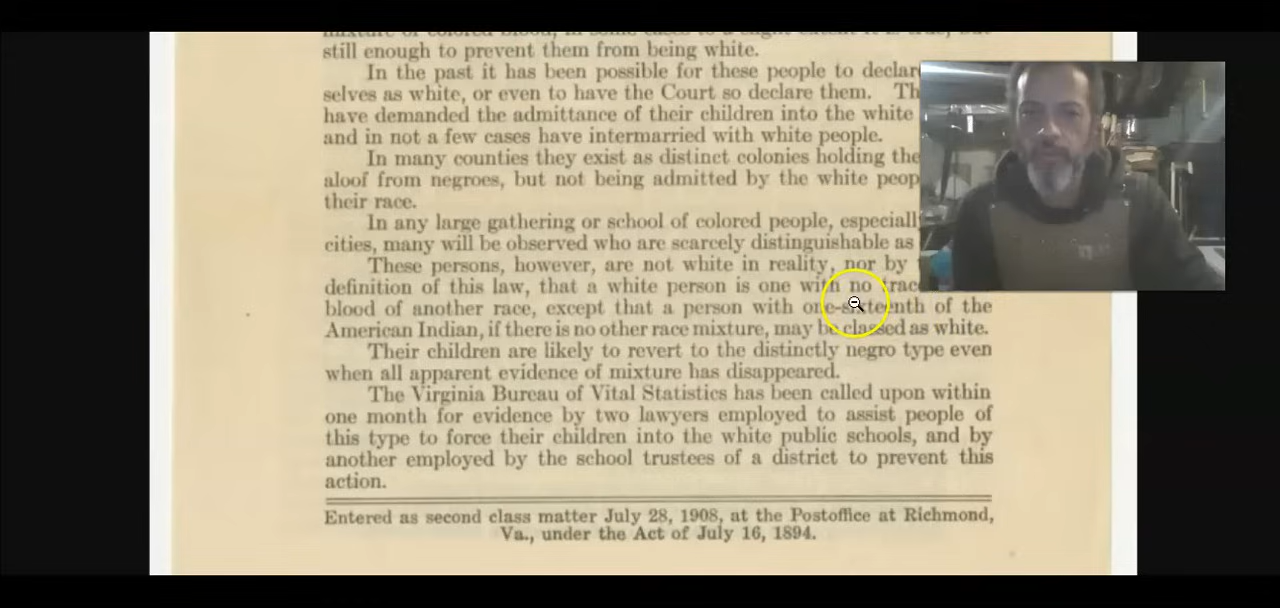 still enough to prevent them from being white.
In the past it has been possible for these people to declar
selves as white, or even to have the Court so declare them. Th
have demanded the admittance of their children into the white
and in not a few cases have intermarried with white people.
In many counties they exist as distinct colonies holding the
aloof from negroes, but not being admitted by the white peop
their race.
In any large gathering or school of colored people, especiall
cities, many will be observed who are scarcely distinguishable as
These persons, however, are not white in reality, nor by
definition of this law, that a white person is one with no trac
blood of another race, except that a person with one-sixteenth of the
American Indian, if there is no other race mixture, may be classed as white.
Their children are likely to revert to the distinctly negro type even
when all apparent evidence of mixture has disappeared.
The Virginia Bureau of Vital Statistics has been called upon within
one month for evidence by two lawyers employed to assist people of
this type to force their children into the white public schools, and by
another employed by the school trustees of a district to prevent this
action.
Entered as second class matter July 28, 1908, at the Postoffice at Richmond,
Va., under the Act of July 16, 1894.